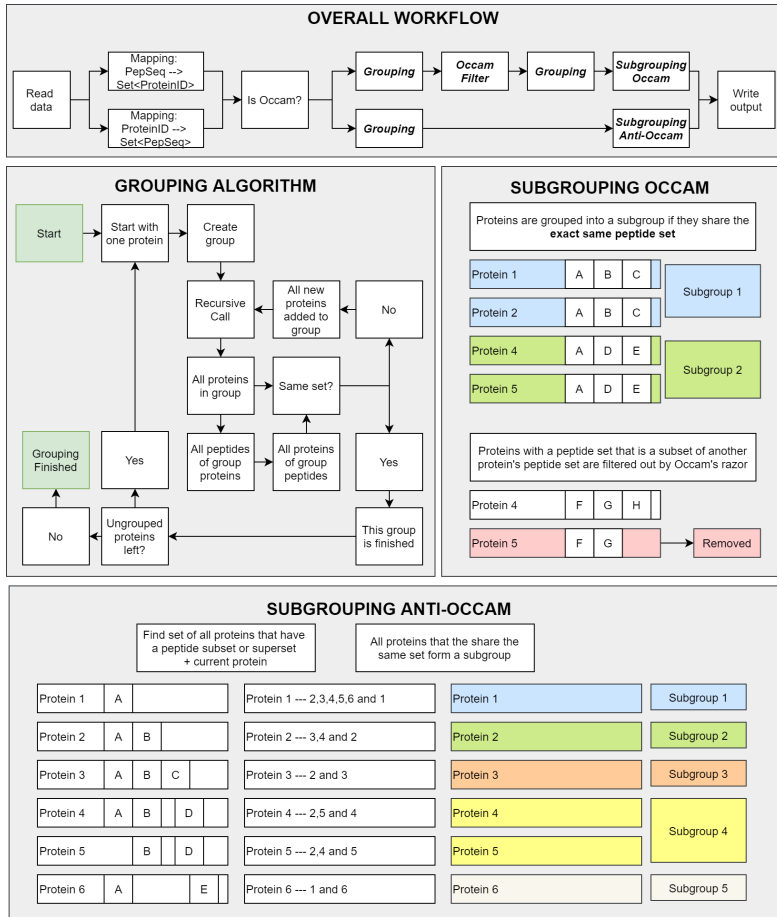 OVERALL WORKFLOW
Read
data
Mapping:
PepSeq -->
Set<ProteinID>
Mapping:
ProteinID -->
Set<PepSeq>
Is Occam?
Grouping
Occam
Filter
Grouping
Subgrouping
Occam
Grouping
Subgrouping
Anti-Occam
Write
output
GROUPING ALGORITHM
Start
Start with
one protein
Create
group
Recursive
Call
All new
proteins
added to
group
No
All proteins
in group
Same set?
All peptides
of group
proteins
All proteins
of group
peptides
Yes
Grouping
Finished
Yes
No
Ungrouped
proteins
left?
This group
is finished
SUBGROUPING OCCAM
Proteins are grouped into a subgroup if they share the
exact same peptide set
Protein 1 A B C
Subgroup 1
Protein 2 A B C
Protein 4 A D E
Subgroup 2
Protein 5 A D E
Proteins with a peptide set that is a subset of another
protein's peptide set are filtered out by Occam's razor
Protein 4 F G H
Protein 5 F G Removed
SUBGROUPING ANTI-OCCAM
Find set of all proteins that have
a peptide subset or superset
+ current protein
All proteins that the share the
same set form a subgroup
Protein 1 A Protein 1 --- 2,3,4,5,6 and 1 Protein 1 Subgroup 1
Protein 2 A B Protein 2 --- 3,4 and 2 Protein 2 Subgroup 2
Protein 3 A B C Protein 3 --- 2 and 3 Protein 3 Subgroup 3
Protein 4 A B D Protein 4 --- 2,5 and 4 Protein 4
Subgroup 4
Protein 5 B D Protein 5 --- 2,4 and 5 Protein 5
Protein 6 A E Protein 6 --- 1 and 6 Protein 6 Subgroup 5